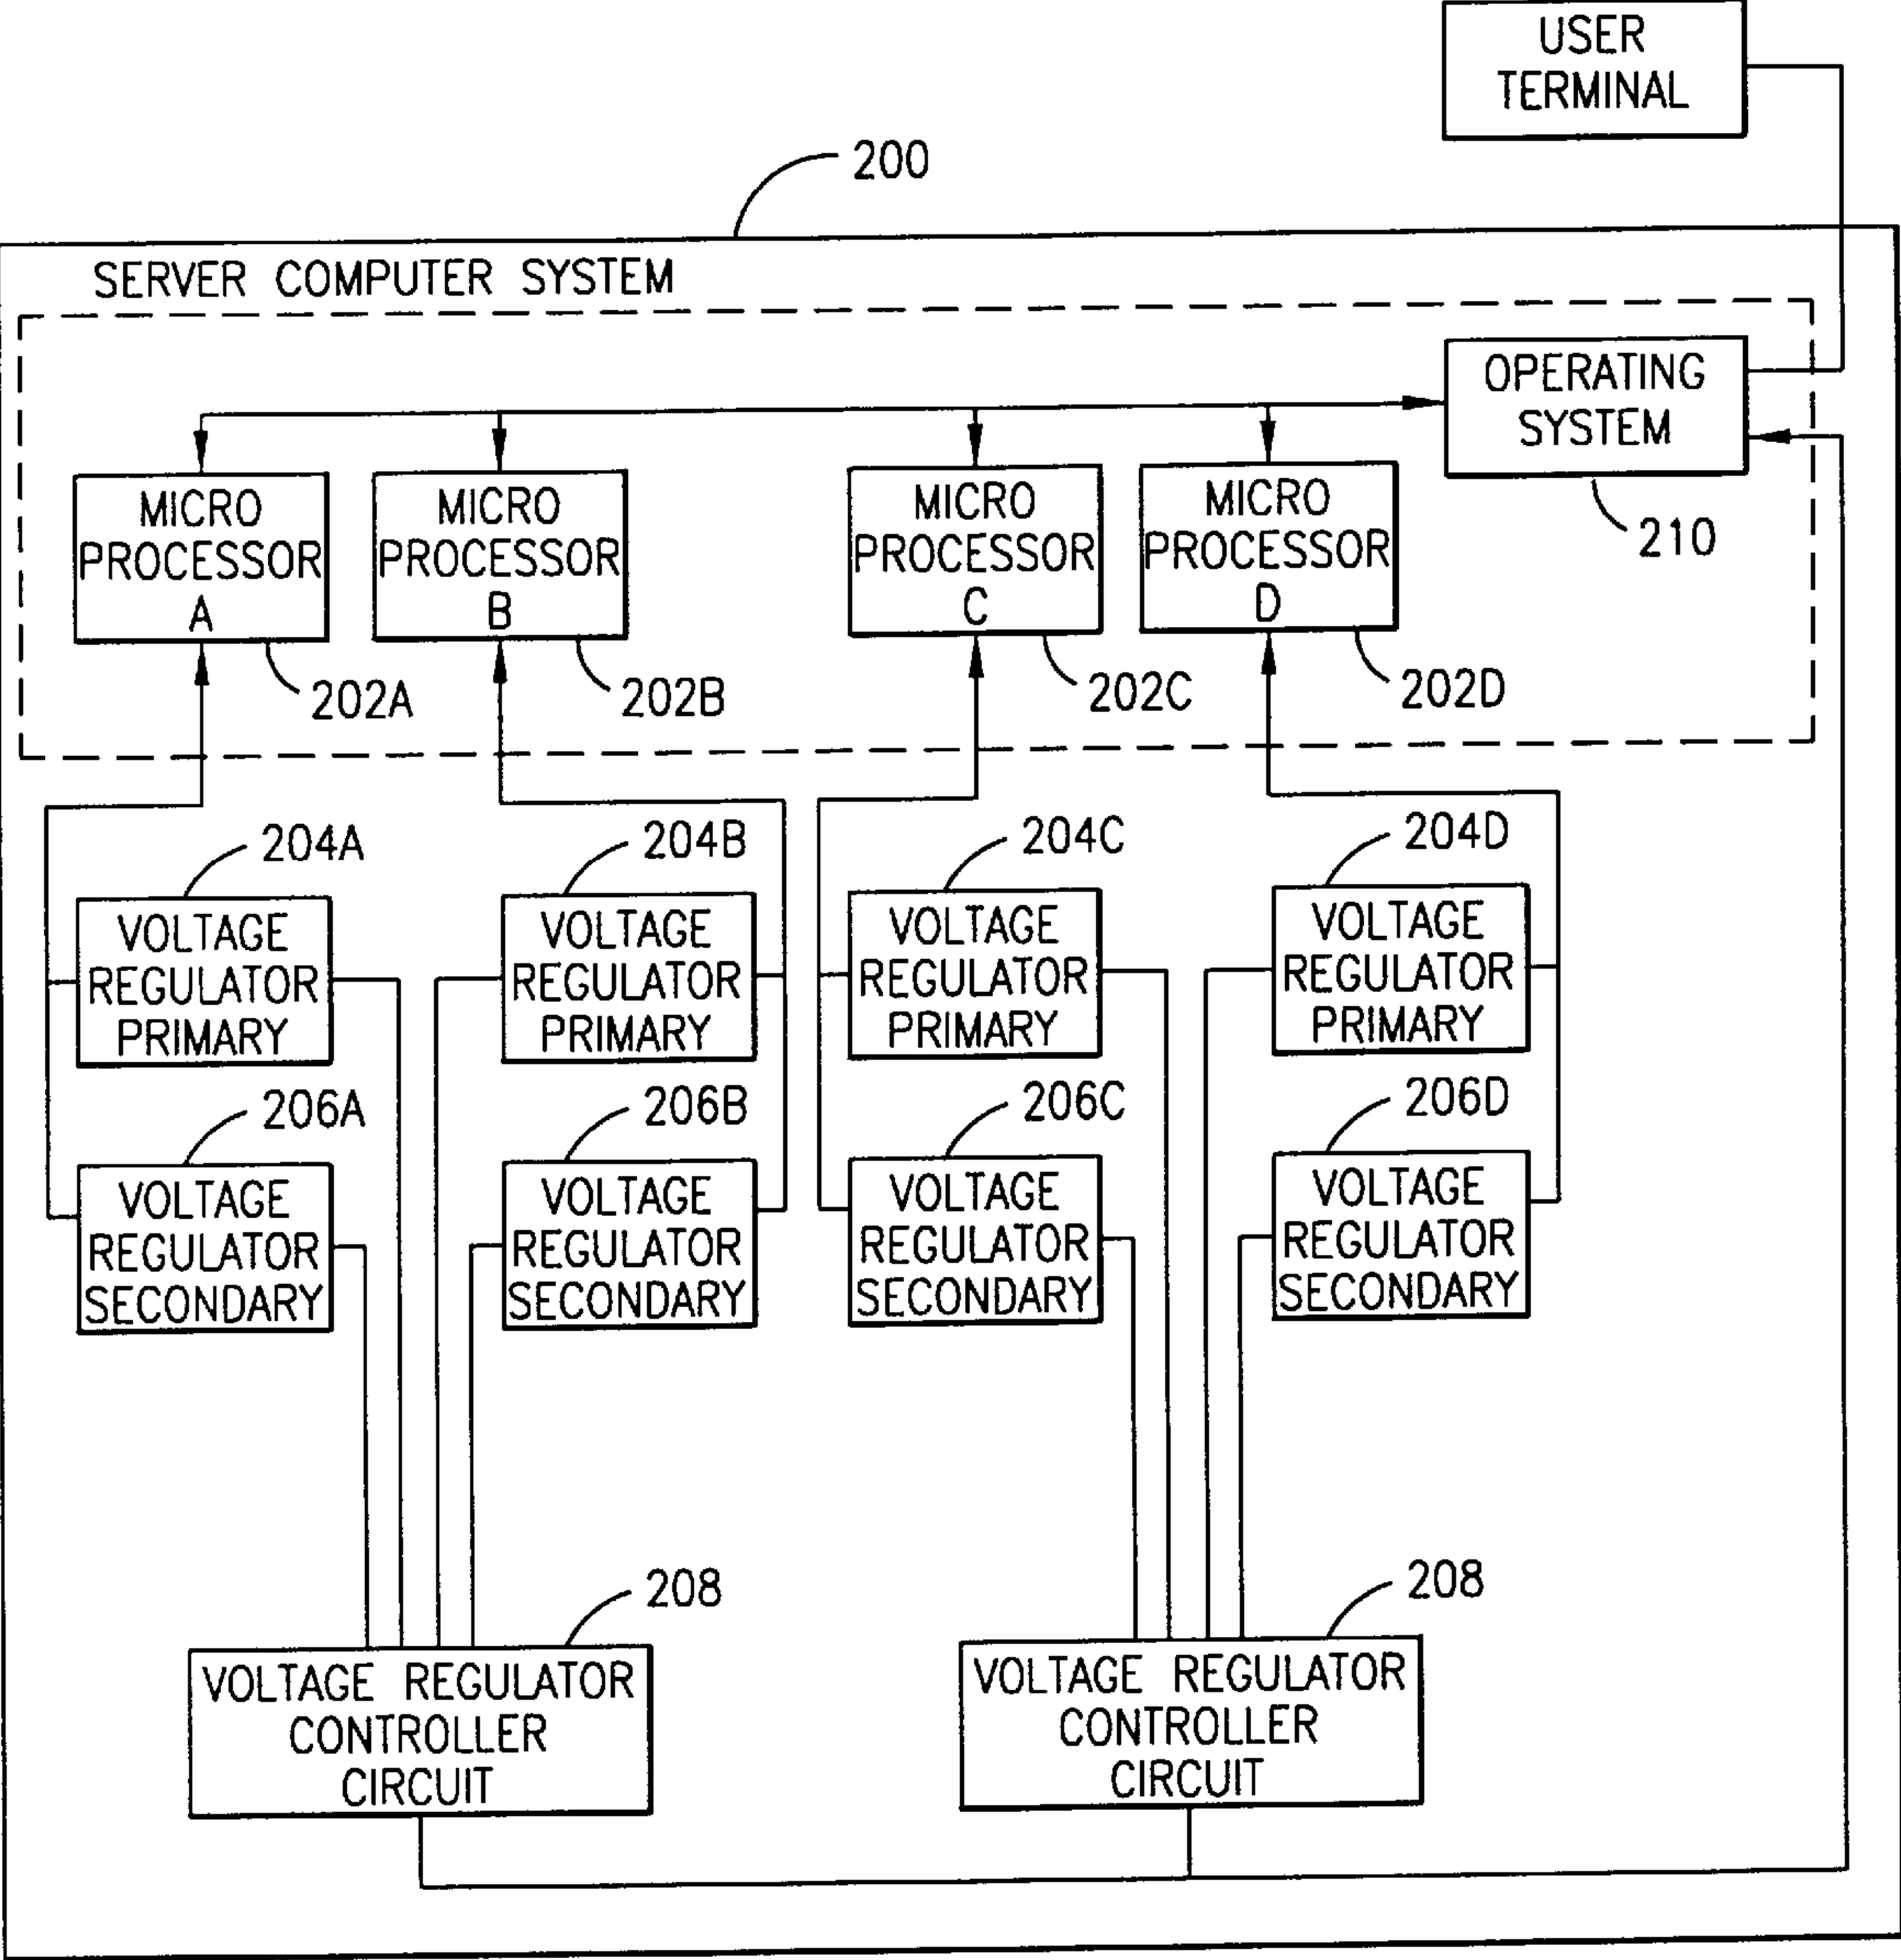 USER
TERMINAL
200
SERVER COMPUTER SYSTEM
OPERATING
SYSTEM
210
MICRO
PROCESSOR
A
202A
MICRO
PROCESSOR
B
202B
MICRO
PROCESSOR
C
202C
MICRO
PROCESSOR
D
202D
204A
VOLTAGE
REGULATOR
PRIMARY
204B
VOLTAGE
REGULATOR
PRIMARY
204C
VOLTAGE
REGULATOR
PRIMARY
204D
VOLTAGE
REGULATOR
PRIMARY
206A
VOLTAGE
REGULATOR
SECONDARY
206B
VOLTAGE
REGULATOR
SECONDARY
206C
VOLTAGE
REGULATOR
SECONDARY
206D
VOLTAGE
REGULATOR
SECONDARY
208
VOLTAGE REGULATOR
CONTROLLER
CIRCUIT
208
VOLTAGE REGULATOR
CONTROLLER
CIRCUIT